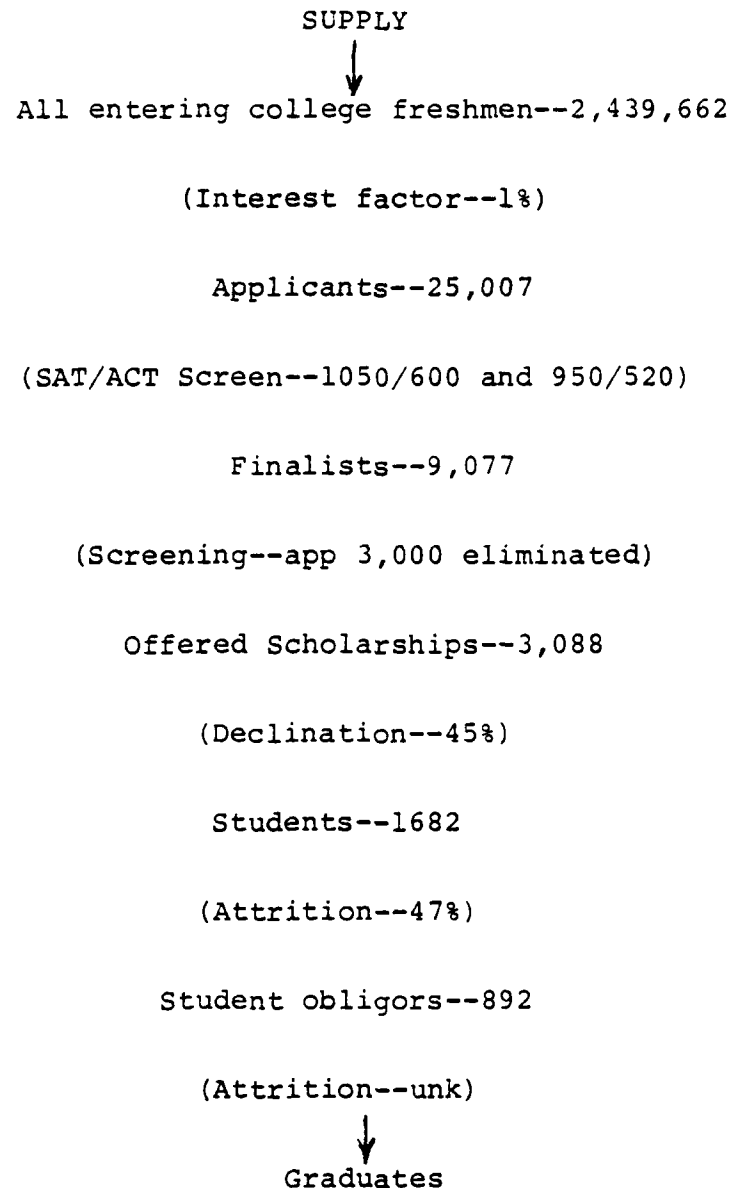 SUPPLY
All entering college freshmen--2,439,662
(Interest factor--1%)
Applicants--25,007
(SAT/ACT Screen--1050/600 and 950/520)
Finalists--9,077
(Screening--app 3,000 eliminated)
Offered Scholarships--3,088
(Declination--45%)
Students--1682
(Attrition--47%)
Student obligors--892
(Attrition--unk)
Graduates